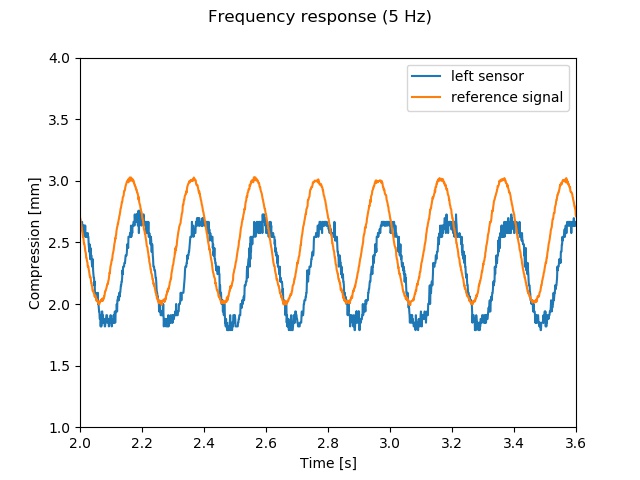 Frequency response (5 Hz)
left sensor
reference signal
4.0
3.5
3.0
2.5
2.0
1.5
1.0
Compression [mm]
2.0 2.2 2.4 2.6 2.8 3.0 3.2 3.4 3.6
Time [s]